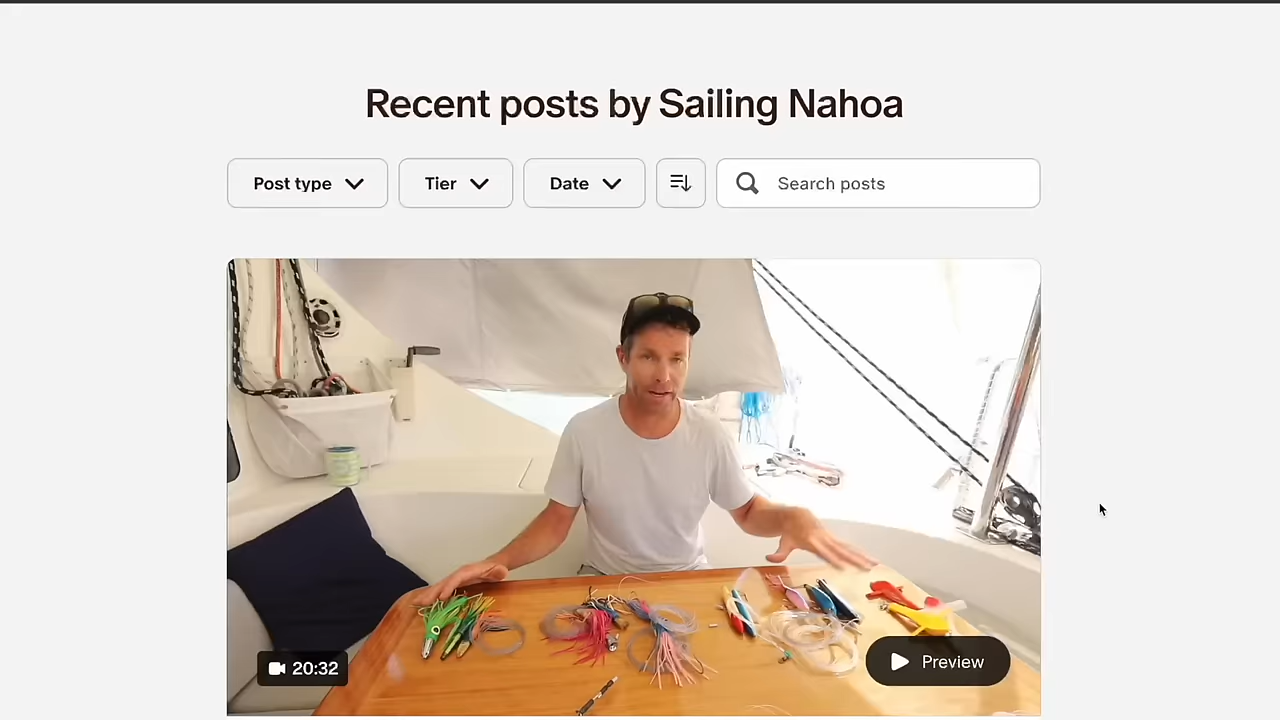 Recent posts by Sailing Nahoa
Post type
Tier
Date
Search posts
20:32
Preview